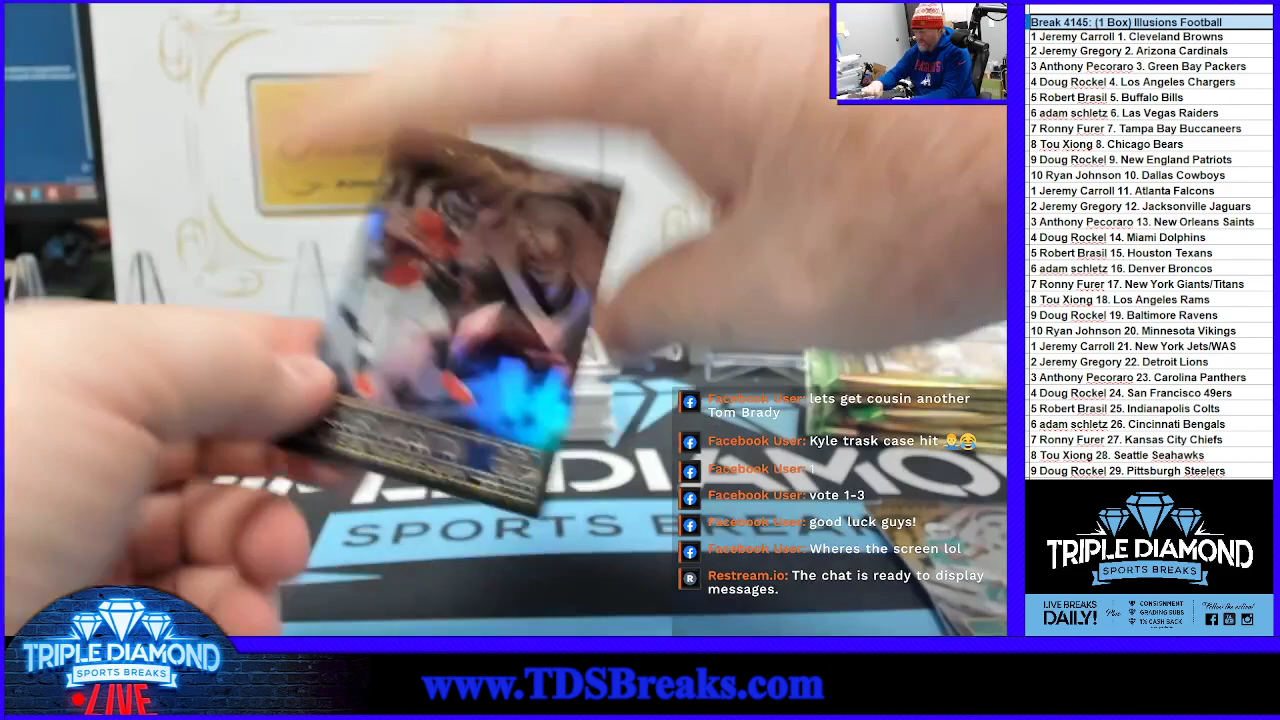 Break 4145: (1 Box) Illusions Football
1 Jeremy Carroll 1. Cleveland Browns
2 Jeremy Gregory 2. Arizona Cardinals
3 Anthony Pecoraro 3. Green Bay Packers
4 Doug Rockel 4. Los Angeles Chargers
5 Robert Brasil 5. Buffalo Bills
6 adam schletz 6. Las Vegas Raiders
7 Ronny Furer 7. Tampa Bay Buccaneers
8 Tou Xiong 8. Chicago Bears
9 Doug Rockel 9. New England Patriots
10 Ryan Johnson 10. Dallas Cowboys
1 Jeremy Carroll 11. Atlanta Falcons
2 Jeremy Gregory 12. Jacksonville Jaguars
3 Anthony Pecoraro 13. New Orleans Saints
4 Doug Rockel 14. Miami Dolphins
5 Robert Brasil 15. Houston Texans
6 adam schletz 16. Denver Broncos
7 Ronny Furer 17. New York Giants/Titans
8 Tou Xiong 18. Los Angeles Rams
9 Doug Rockel 19. Baltimore Ravens
10 Ryan Johnson 20. Minnesota Vikings
1 Jeremy Carroll 21. New York Jets/WAS
2 Jeremy Gregory 22. Detroit Lions
3 Anthony Pecoraro 23. Carolina Panthers
4 Doug Rockel 24. San Francisco 49ers
5 Robert Brasil 25. Indianapolis Colts
6 adam schletz 26. Cincinnati Bengals
7 Ronny Furer 27. Kansas City Chiefs
8 Tou Xiong 28. Seattle Seahawks
9 Doug Rockel 29. Pittsburgh Steelers
Facebook User: lets get cousin another
Tom Brady
Facebook User: Kyle trask case hit
Facebook User: 1
Facebook User: vote 1-3
Facebook User: good luck guys!
Facebook User: Wheres the screen lol
Restream.io: The chat is ready to display
messages.
DIAMOND
SPORTS BREAKS
TRIPLE DIAMOND
SPORTS BREAKS
LIVE BREAKS
DAILY!
Plus
CONSIGNMENT
GRADING SUBS
1% CASH BACK
Follow the action!
TRIPLE DIAMOND
SPORTS BREAKS
LIVE
www.TDSBreaks.com